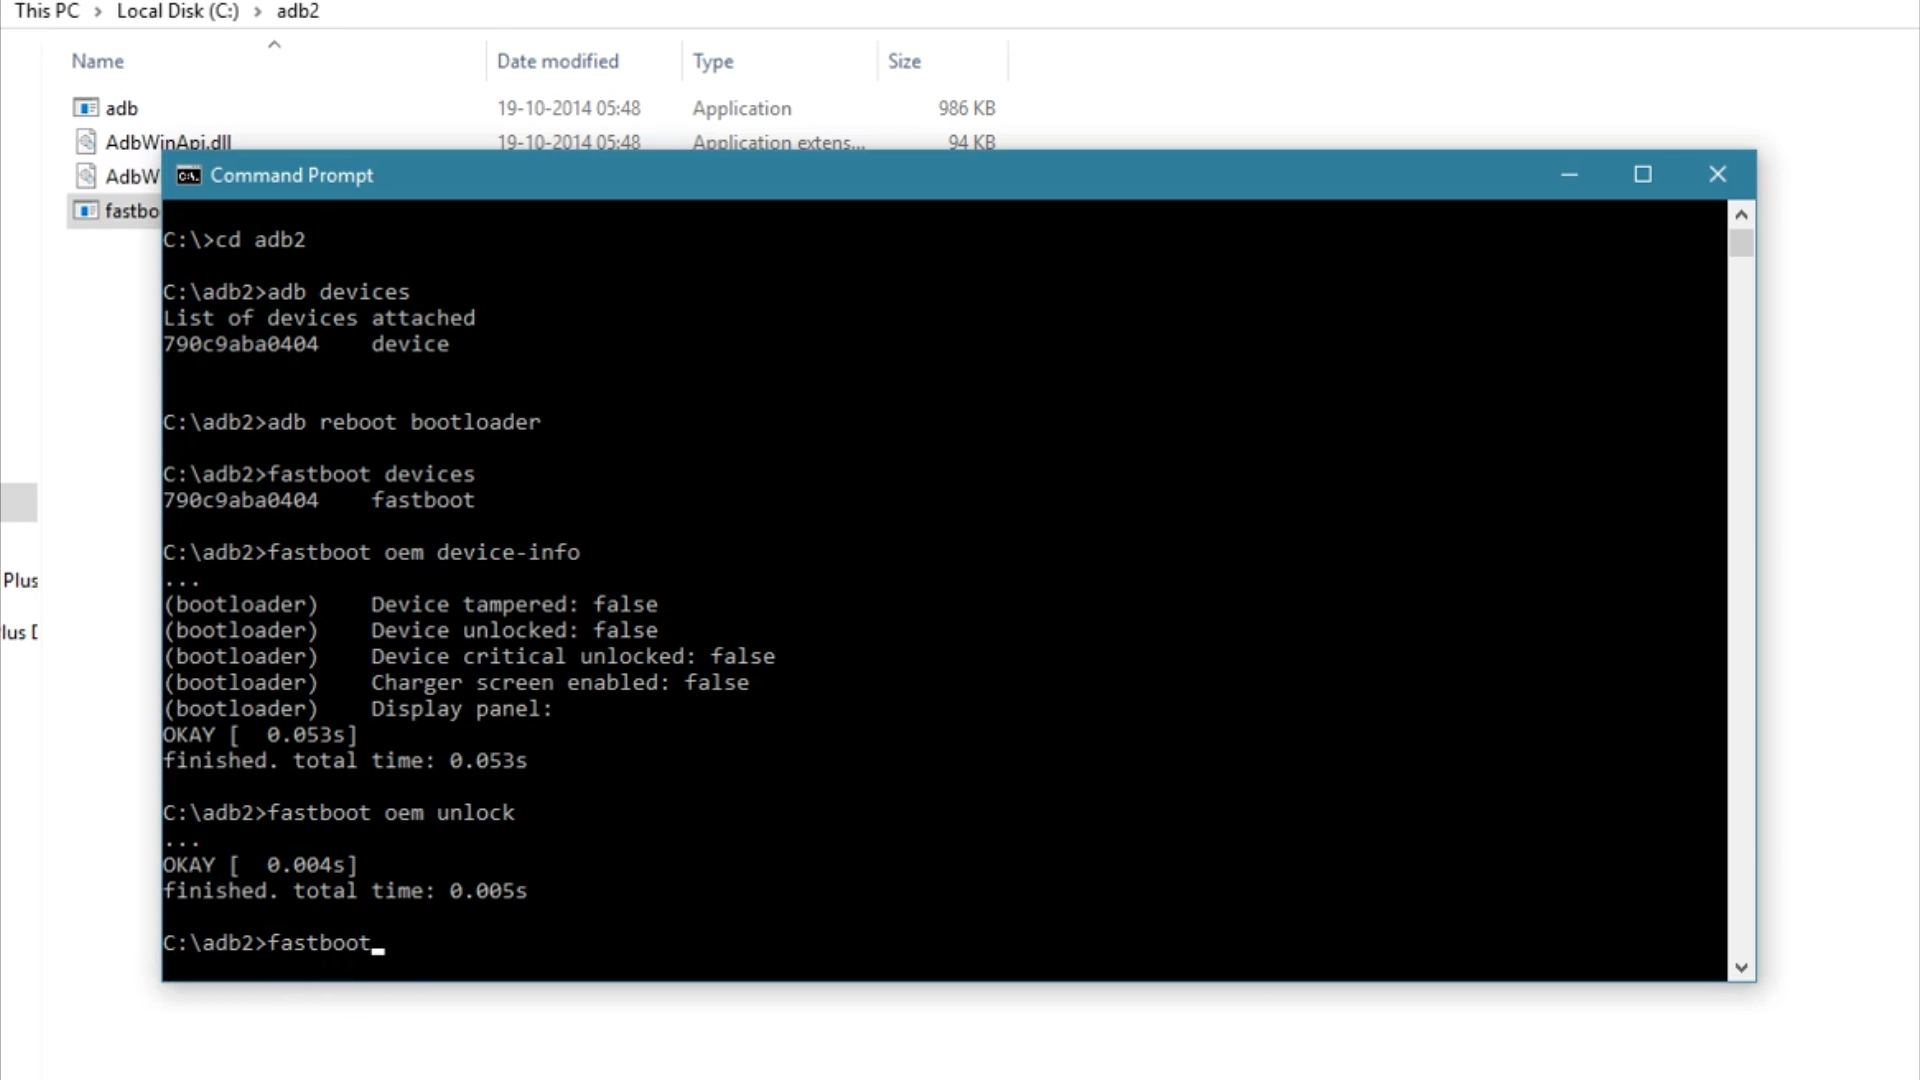 This PC > Local Disk (C:) > adb2
Name Date modified Type Size
adb 19-10-2014 05:48 Application 986 KB
AdbWinApi.dll 19-10-2014 05:48 Application extens... 94 KB
AdbW
fastbo
Command Prompt
C:\>cd adb2
C:\adb2>adb devices
List of devices attached
790c9aba0404 device
C:\adb2>adb reboot bootloader
C:\adb2>fastboot devices
790c9aba0404 fastboot
C:\adb2>fastboot oem device-info
...
(bootloader) Device tampered: false
(bootloader) Device unlocked: false
(bootloader) Device critical unlocked: false
(bootloader) Charger screen enabled: false
(bootloader) Display panel:
OKAY [ 0.053s]
finished. total time: 0.053s
C:\adb2>fastboot oem unlock
...
OKAY [ 0.004s]
finished. total time: 0.005s
C:\adb2>fastboot_
Plus
lus D